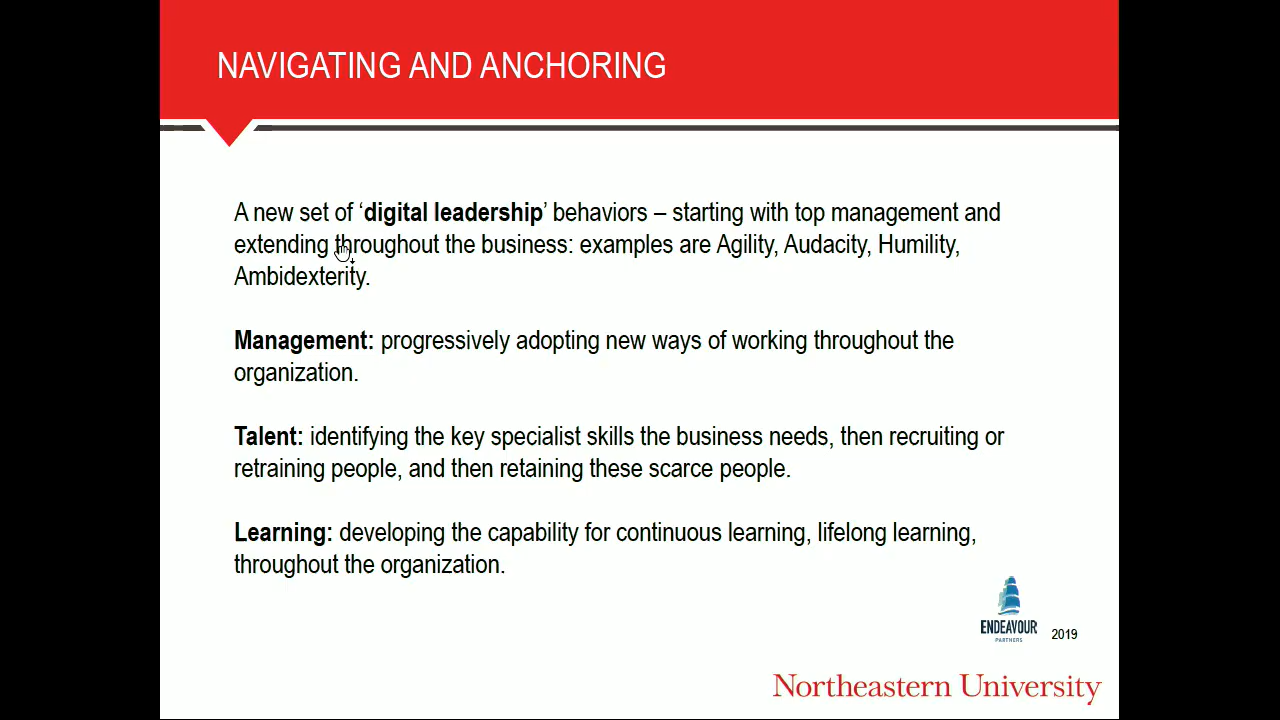 NAVIGATING AND ANCHORING
A new set of ‘digital leadership’ behaviors – starting with top management and
extending throughout the business: examples are Agility, Audacity, Humility,
Ambidexterity.
Management: progressively adopting new ways of working throughout the
organization.
Talent: identifying the key specialist skills the business needs, then recruiting or
retraining people, and then retaining these scarce people.
Learning: developing the capability for continuous learning, lifelong learning,
throughout the organization.
ENDEAVOUR
PARTNERS
2019
Northeastern University